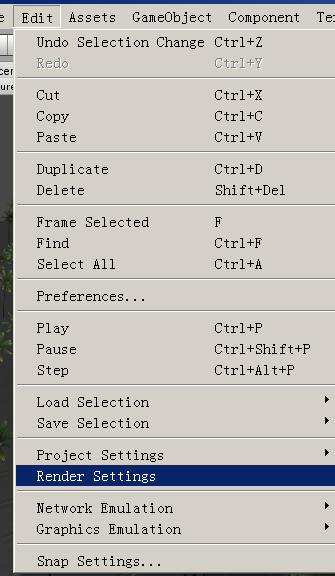 Edit Assets GameObject Component
Undo Selection Change Ctrl+Z
Redo Ctrl+Y
Cut Ctrl+X
Copy Ctrl+C
Paste Ctrl+V
Duplicate Ctrl+D
Delete Shift+Del
Frame Selected F
Find Ctrl+F
Select All Ctrl+A
Preferences...
Play Ctrl+P
Pause Ctrl+Shift+P
Step Ctrl+Alt+P
Load Selection
Save Selection
Project Settings
Render Settings
Network Emulation
Graphics Emulation
Snap Settings...